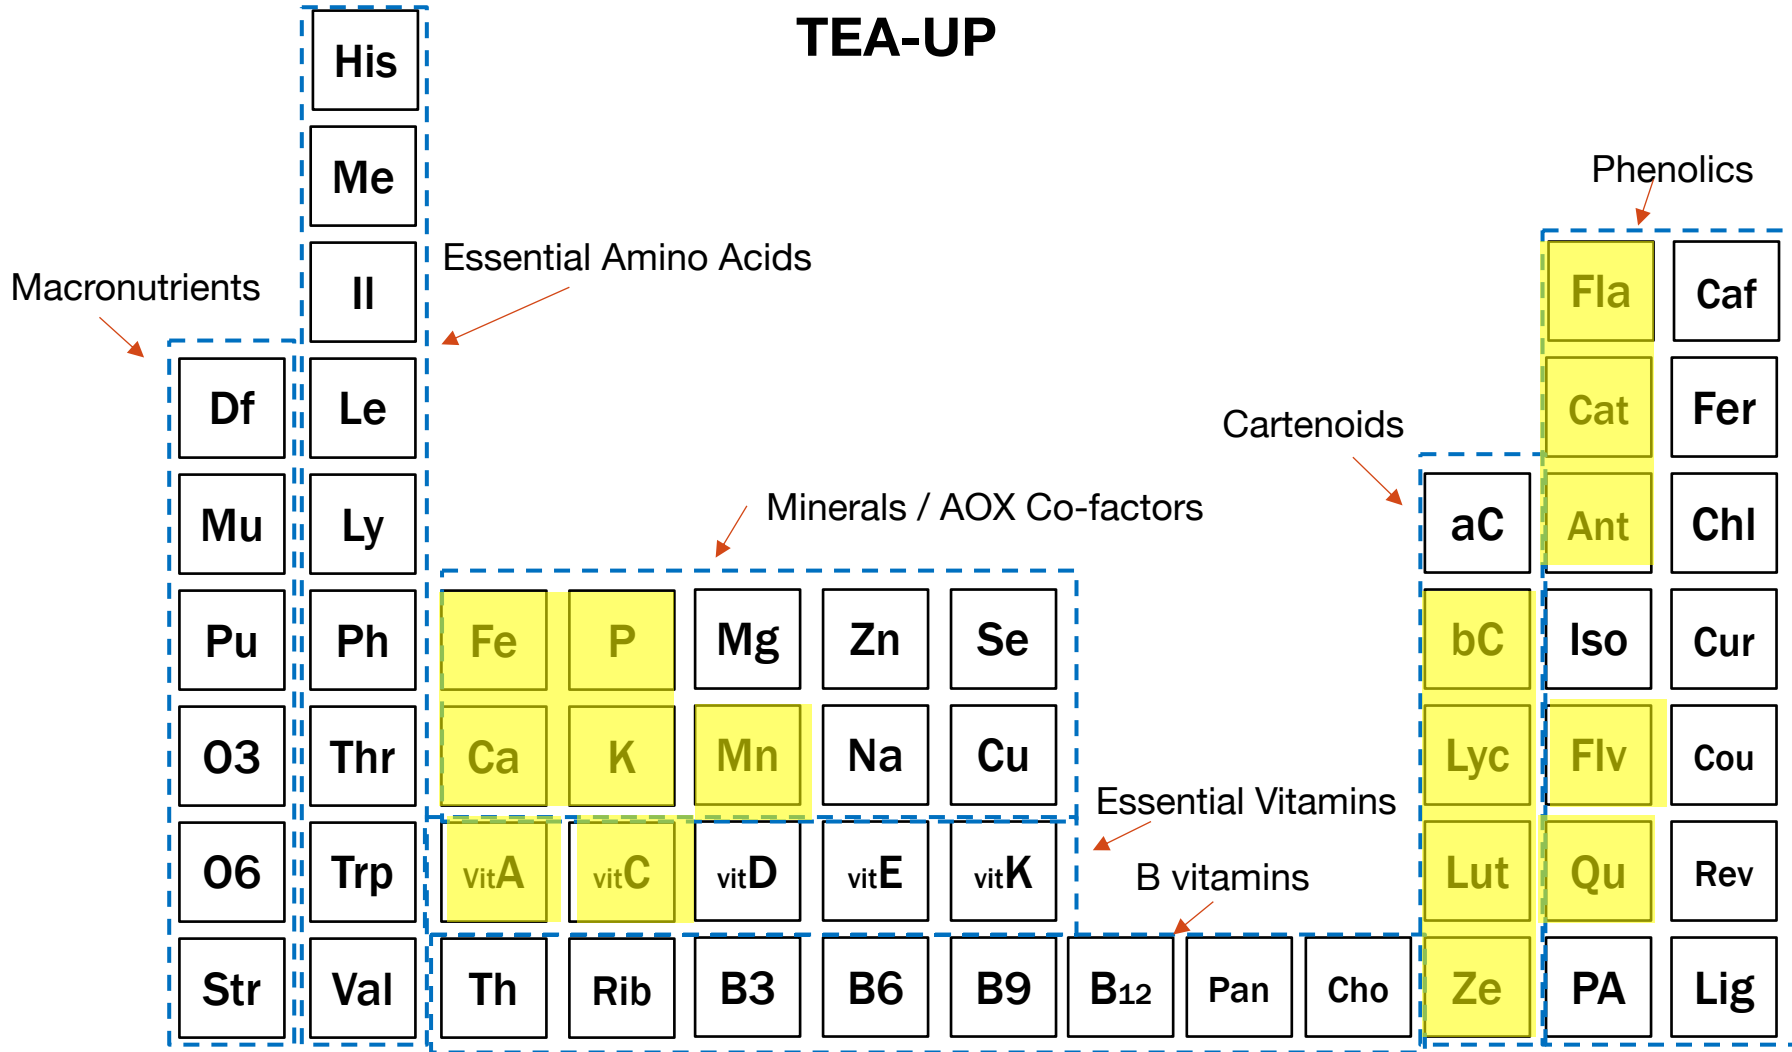 TEA-UP
His
Me
Phenolics
Essential Amino Acids
Macronutrients
Il
Fla Caf
Df Le
Cat Fer
Cartenoids
Mu Ly
Minerals / AOX Co-factors
aC Ant Chl
Pu Ph Fe P Mg Zn Se bC Iso Cur
O3 Thr Ca K Mn Na Cu Lyc Flv Cou
Essential Vitamins
O6 Trp VitA vitC vitD vitE vitK Lut Qu Rev
B vitamins
Str Val Th Rib B3 B6 B9 B12 Pan Cho Ze PA Lig